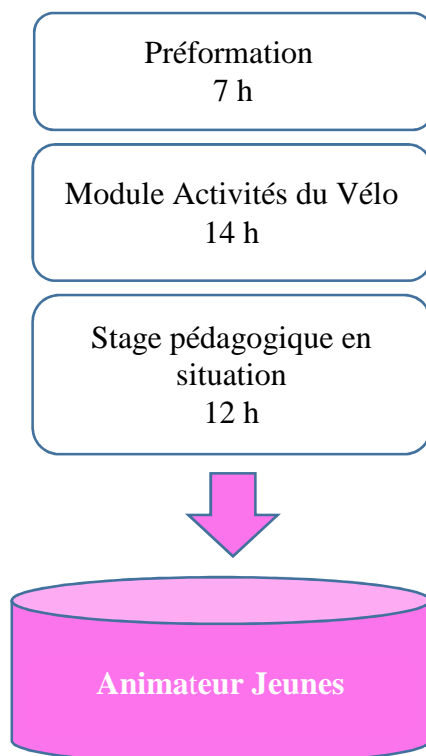 Préformation
7 h
Module Activités du Vélo
14 h
Stage pédagogique en
situation
12 h
Animateur Jeunes